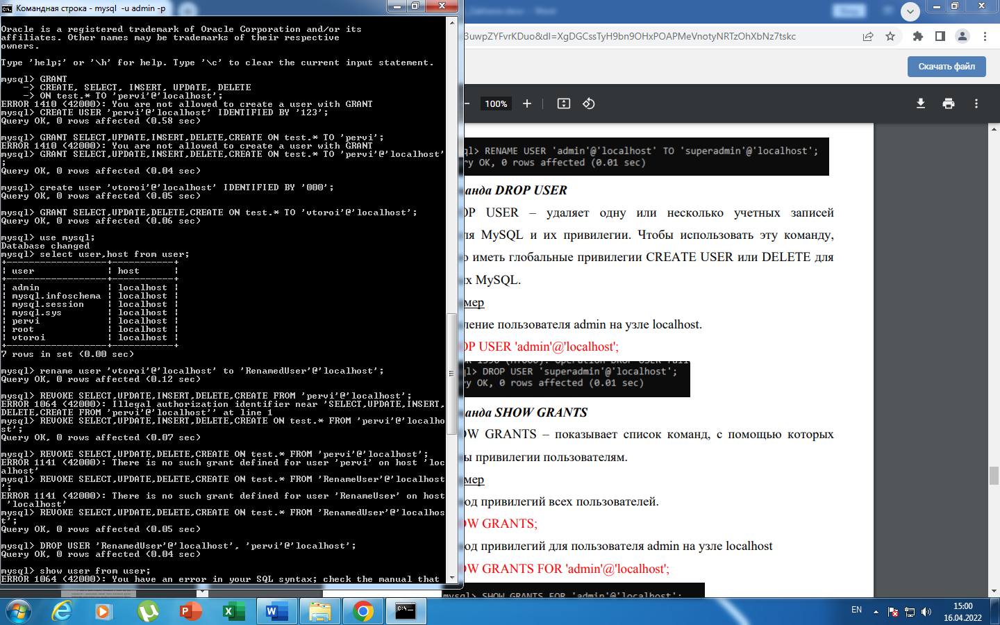 Командная строка - mysql -u admin -p
Oracle is a registered trademark of Oracle Corporation and/or its
affiliates. Other names may be trademarks of their respective
owners.
Type 'help;' or '\h' for help. Type '\c' to clear the current input statement.
mysql> GRANT
-> CREATE, SELECT, INSERT, UPDATE, DELETE
-> ON test.* TO 'pervi'@'localhost';
ERROR 1410 (42000): You are not allowed to create a user with GRANT
mysql> CREATE USER 'pervi'@'localhost' IDENTIFIED BY '123';
Query OK, 0 rows affected (0.58 sec)
mysql> GRANT SELECT,UPDATE,INSERT,DELETE,CREATE ON test.* TO 'pervi';
ERROR 1410 (42000): You are not allowed to create a user with GRANT
mysql> GRANT SELECT,UPDATE,INSERT,DELETE,CREATE ON test.* TO 'pervi'@'localhost'
;
Query OK, 0 rows affected (0.04 sec)
mysql> create user 'vtoroi'@'localhost' IDENTIFIED BY '000';
Query OK, 0 rows affected (0.05 sec)
mysql> GRANT SELECT,UPDATE,DELETE,CREATE ON test.* TO 'vtoroi'@'localhost';
Query OK, 0 rows affected (0.06 sec)
mysql> use mysql;
Database changed
mysql> select user,host from user;
+------------------+-----------+
| user | host |
+------------------+-----------+
| admin | localhost |
| mysql.infoschema | localhost |
| mysql.session | localhost |
| mysql.sys | localhost |
| pervi | localhost |
| root | localhost |
| vtoroi | localhost |
+------------------+-----------+
7 rows in set (0.00 sec)
mysql> rename user 'vtoroi'@'localhost' to 'RenamedUser'@'localhost';
Query OK, 0 rows affected (0.12 sec)
mysql> REVOKE SELECT,UPDATE,INSERT,DELETE,CREATE FROM 'pervi'@'localhost';
ERROR 1064 (42000): Illegal authorization identifier near 'SELECT,UPDATE,INSERT,
DELETE,CREATE FROM 'pervi'@'localhost'' at line 1
mysql> REVOKE SELECT,UPDATE,INSERT,DELETE,CREATE ON test.* FROM 'pervi'@'localho
st';
Query OK, 0 rows affected (0.07 sec)
mysql> REVOKE SELECT,UPDATE,DELETE,CREATE ON test.* FROM 'pervi'@'localhost';
ERROR 1141 (42000): There is no such grant defined for user 'pervi' on host 'loc
alhost'
mysql> REVOKE SELECT,UPDATE,DELETE,CREATE ON test.* FROM 'RenameUser'@'localhost
';
ERROR 1141 (42000): There is no such grant defined for user 'RenameUser' on host
'localhost'
mysql> REVOKE SELECT,UPDATE,DELETE,CREATE ON test.* FROM 'RenamedUser'@'localhos
t';
Query OK, 0 rows affected (0.05 sec)
mysql> DROP USER 'RenamedUser'@'localhost', 'pervi'@'localhost';
Query OK, 0 rows affected (0.04 sec)
mysql> show user from user;
ERROR 1064 (42000): You have an error in your SQL syntax; check the manual that
3uwpZYFvrKDuo&dl=XgDGCssTyH9bn9OHxPOAPMeVnotyNRTzOhXbNz7tskc
Скачать файл
100%
ql> RENAME USER 'admin'@'localhost' TO 'superadmin'@'localhost';
ry OK, 0 rows affected (0.01 sec)
анда DROP USER
OP USER – удаляет одну или несколько учетных записей
ля MySQL и их привилегии. Чтобы использовать эту команду,
о иметь глобальные привилегии CREATE USER или DELETE для
ых MySQL.
мер
ление пользователя admin на узле localhost.
OP USER 'admin'@'localhost';
ql> DROP USER 'superadmin'@'localhost';
ry OK, 0 rows affected (0.01 sec)
анда SHOW GRANTS
OW GRANTS – показывает список команд, с помощью которых
ы привилегии пользователям.
мер
од привилегий всех пользователей.
OW GRANTS;
од привилегий для пользователя admin на узле localhost
OW GRANTS FOR 'admin'@'localhost';
mysql> SHOW GRANTS FOR 'admin'@'localhost';
EN
15:00
16.04.2022